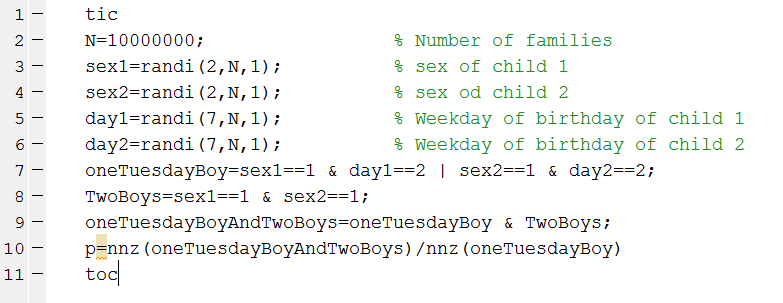 1 – tic
2 – N=10000000; % Number of families
3 – sex1=randi(2,N,1); % sex of child 1
4 – sex2=randi(2,N,1); % sex od child 2
5 – day1=randi(7,N,1); % Weekday of birthday of child 1
6 – day2=randi(7,N,1); % Weekday of birthday of child 2
7 – oneTuesdayBoy=sex1==1 & day1==2 | sex2==1 & day2==2;
8 – TwoBoys=sex1==1 & sex2==1;
9 – oneTuesdayBoyAndTwoBoys=oneTuesdayBoy & TwoBoys;
10 – p=nnz(oneTuesdayBoyAndTwoBoys)/nnz(oneTuesdayBoy)
11 – toc